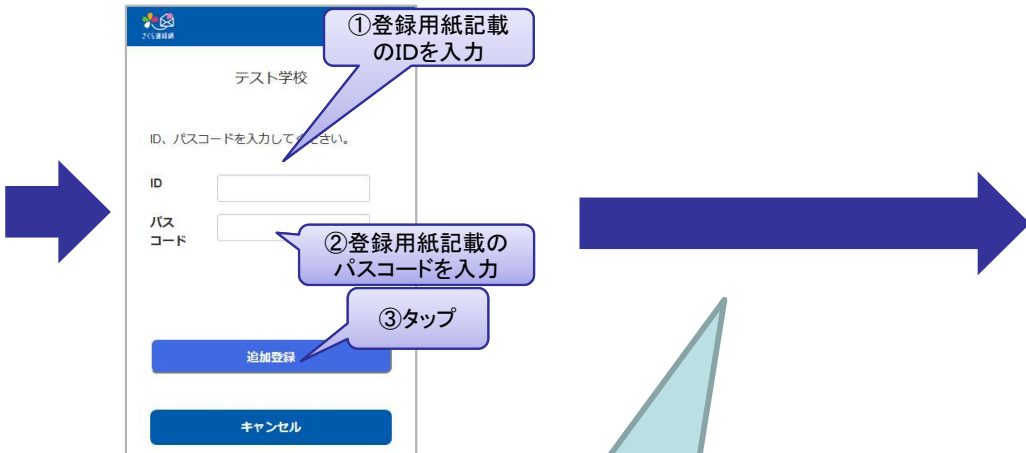 さくら連絡網
①登録用紙記載
のIDを入力
テスト学校
ID、パスコードを入力してください。
ID
パス
コード
②登録用紙記載の
パスコードを入力
③タップ
追加登録
キャンセル